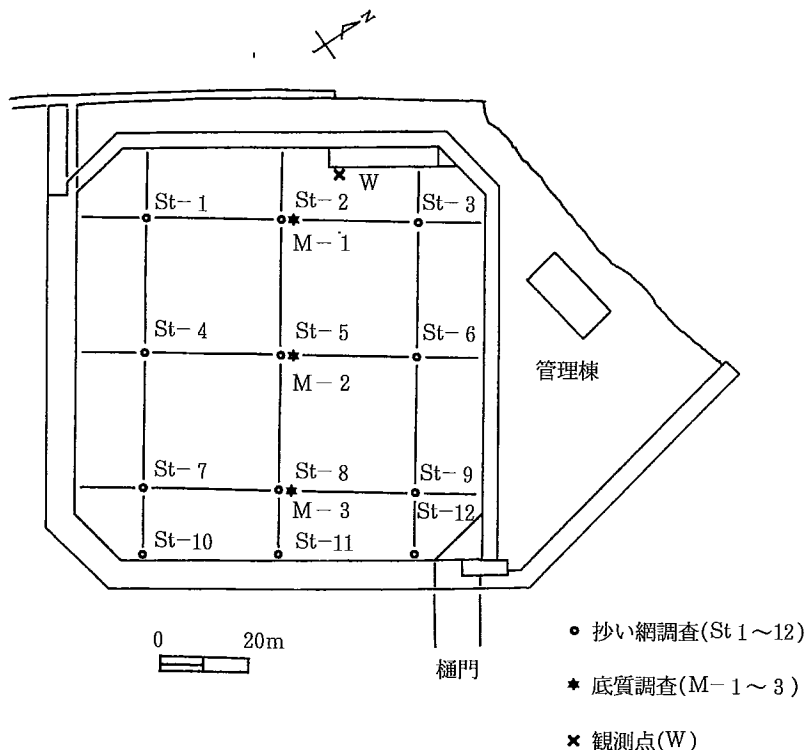 N
W
St-1
St-2
St-3
M-1
St-4
St-5
St-6
M-2
管理棟
St-7
St-8
St-9
M-3
St-12
St-10
St-11
0 20m
樋門
抄い網調査(St 1~12)
底質調査(M-1~3)
観測点(W)